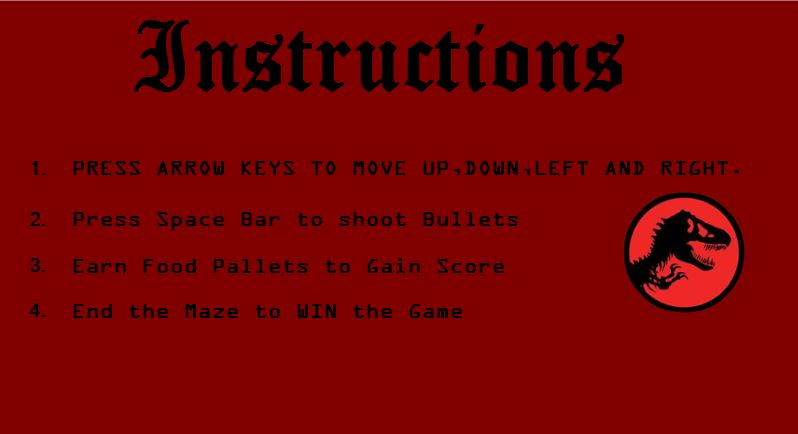 Instructions
1. PRESS ARROW KEYS TO MOVE UP,DOWN,LEFT AND RIGHT.
2. Press Space Bar to shoot Bullets
3. Earn Food Pallets to Gain Score
4. End the Maze to WIN the Game